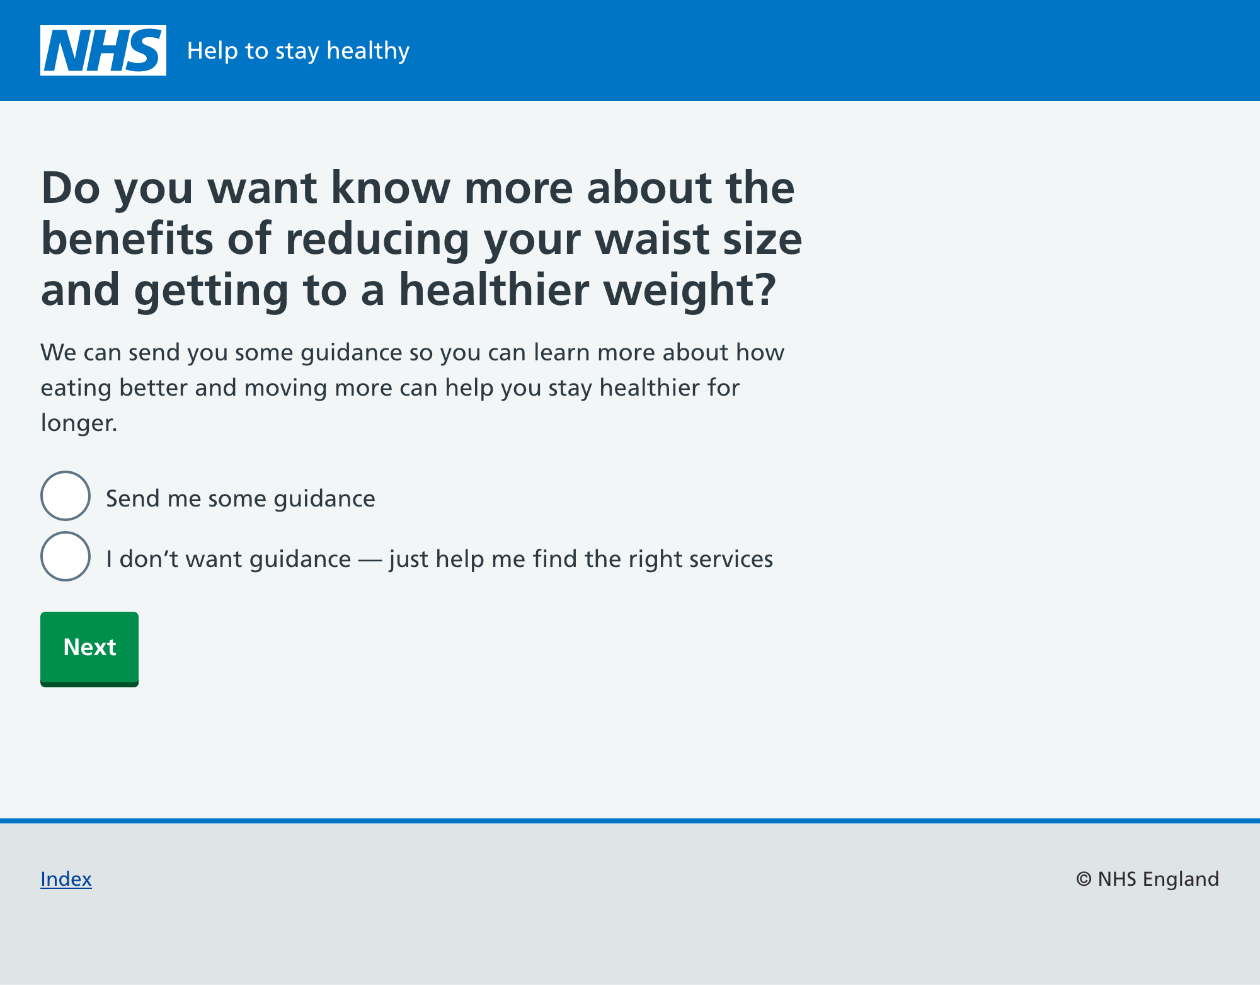 NHS Help to stay healthy
Do you want know more about the
benefits of reducing your waist size
and getting to a healthier weight?
We can send you some guidance so you can learn more about how
eating better and moving more can help you stay healthier for
longer.
Send me some guidance
I don’t want guidance — just help me find the right services
Next
Index
© NHS England